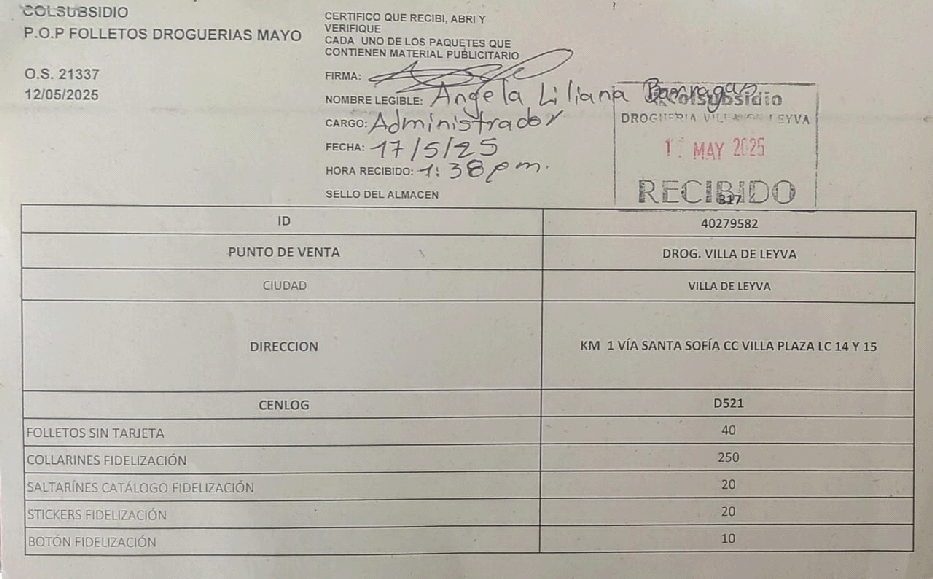 COLSUBSIDIO
P.O.P FOLLETOS DROGUERIAS MAYO
O.S. 21337
12/05/2025
CERTIFICO QUE RECIBI, ABRI Y
VERIFIQUE
CADA UNO DE LOS PAQUETES QUE
CONTIENEN MATERIAL PUBLICITARIO
FIRMA:
NOMBRE LEGIBLE: Angela Liliana
CARGO: Administrador
FECHA: 17/5/25
HORA RECIBIDO: 1:38 pm.
SELLO DEL ALMACEN
Colsubsidio
DROGUERIA VILLA DE LEYVA
MAY 2025
RECIBIDO
ID 40279582
PUNTO DE VENTA DROG. VILLA DE LEYVA
CIUDAD VILLA DE LEYVA
DIRECCION KM 1 VÍA SANTA SOFÍA CC VILLA PLAZA LC 14 Y 15
CENLOG D521
FOLLETOS SIN TARJETA 40
COLLARINES FIDELIZACIÓN 250
SALTARÍNES CATÁLOGO FIDELIZACIÓN 20
STICKERS FIDELIZACIÓN 20
BOTÓN FIDELIZACIÓN 10